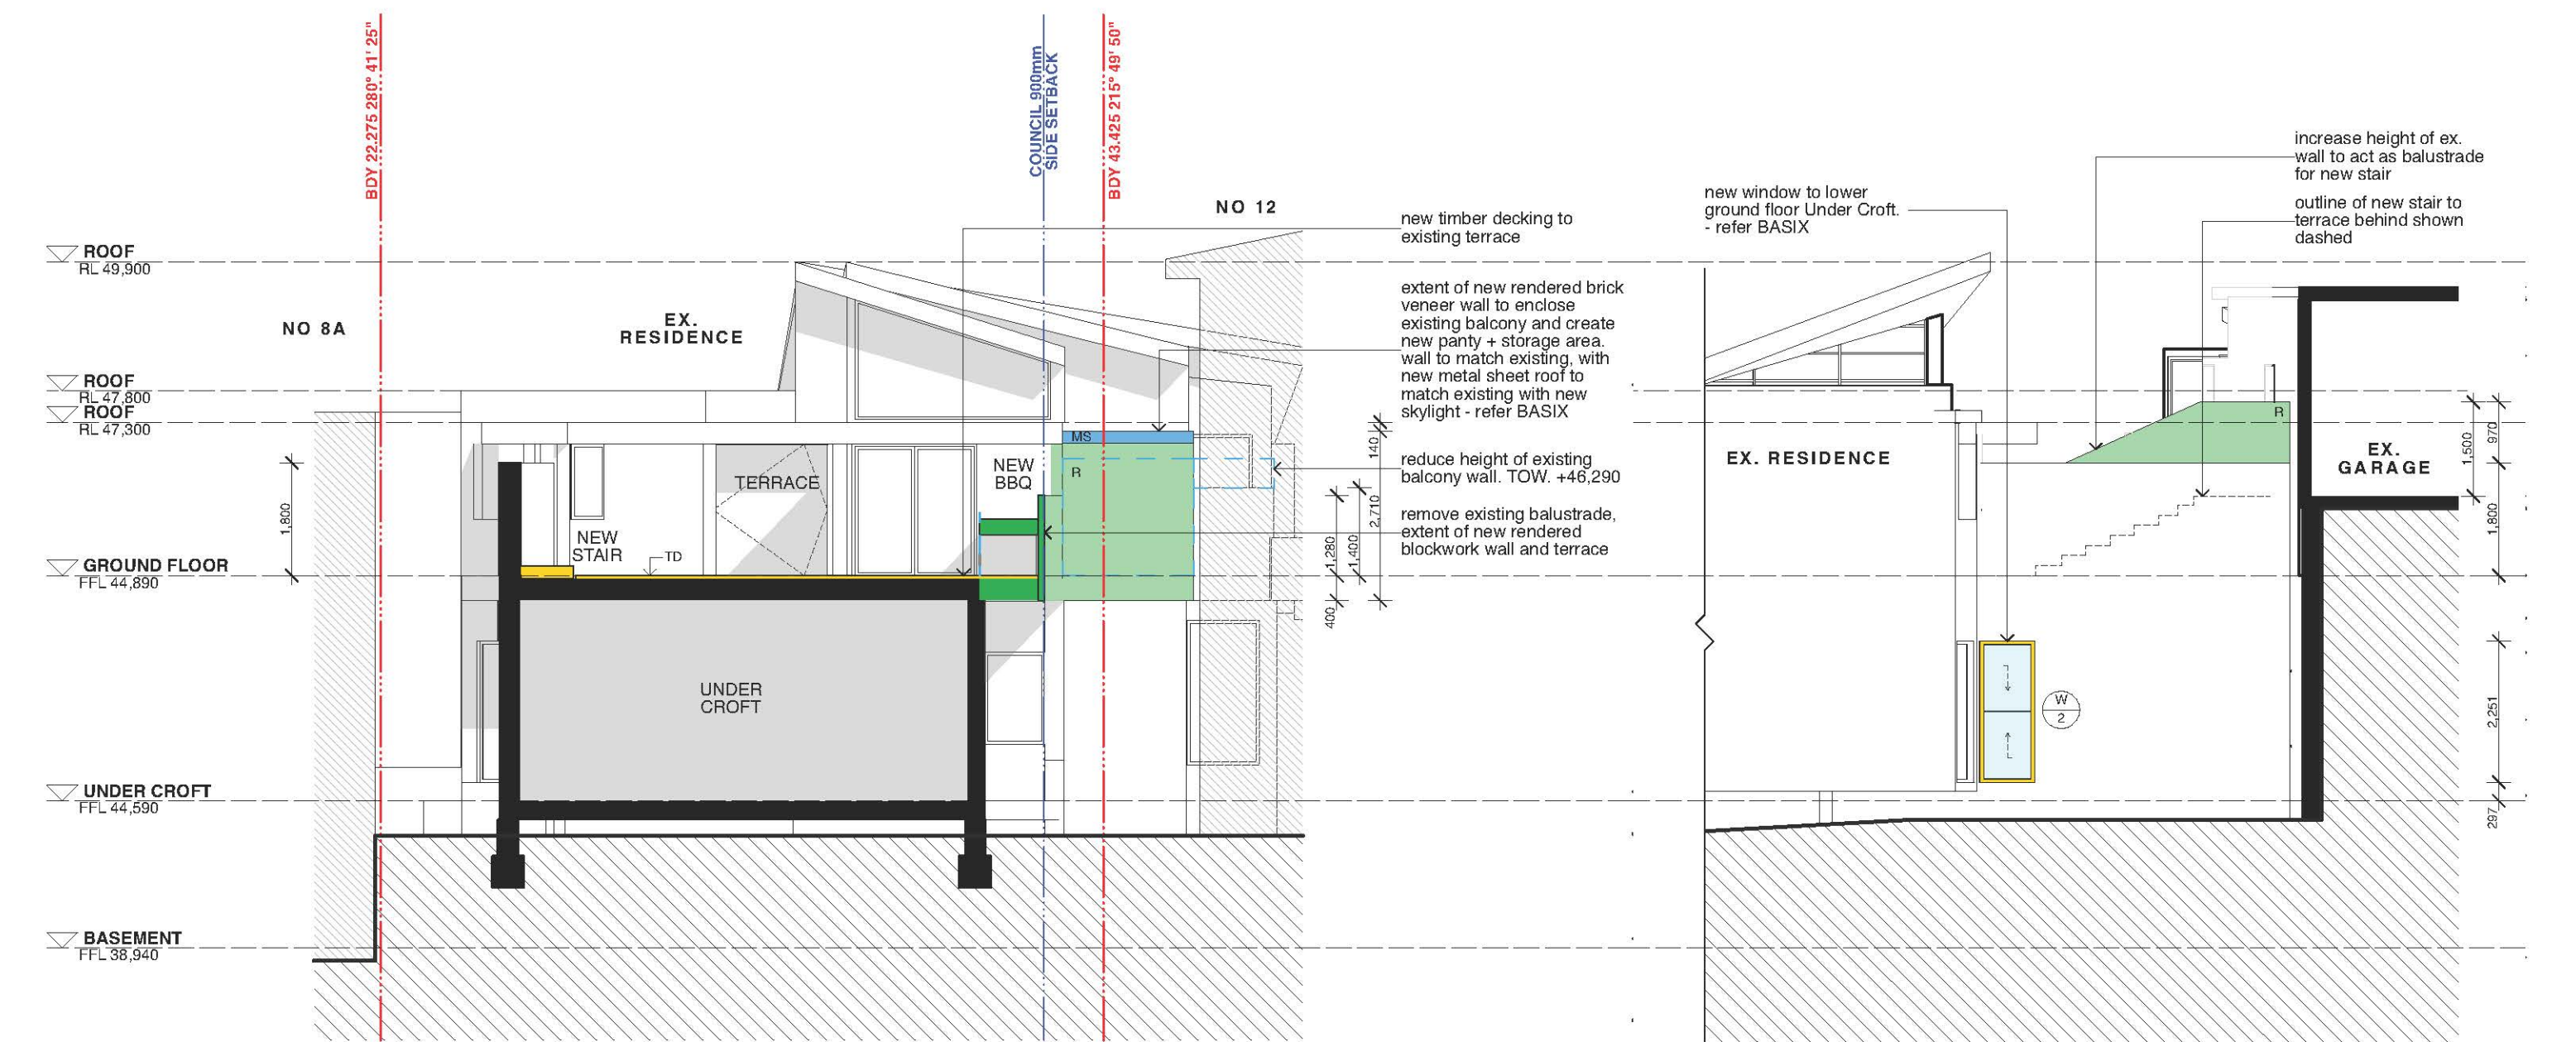 BDY 22.275 280° 41' 25"
COUNCIL 900mm
SIDE SETBACK
BDY 43.425 215° 49' 50"
NO 12
ROOF
RL 49,900
NO 8A
EX.
RESIDENCE
ROOF
RL 47,800
ROOF
RL 47,300
MS
R
NEW
BBQ
TERRACE
NEW
STAIR
TD
1,800
GROUND FLOOR
FFL 44,890
UNDER
CROFT
UNDER CROFT
FFL 44,590
BASEMENT
FFL 38,940
140
2,710
1,280
1,400
400
new timber decking to
existing terrace
extent of new rendered brick
veneer wall to enclose
existing balcony and create
new panty + storage area.
wall to match existing, with
new metal sheet roof to
match existing with new
skylight - refer BASIX
reduce height of existing
balcony wall. TOW. +46,290
remove existing balustrade,
extent of new rendered
blockwork wall and terrace
new window to lower
ground floor Under Croft.
- refer BASIX
increase height of ex.
wall to act as balustrade
for new stair
outline of new stair to
terrace behind shown
dashed
R
EX. RESIDENCE
EX.
GARAGE
W
2
1,500
970
1,800
2,251
297